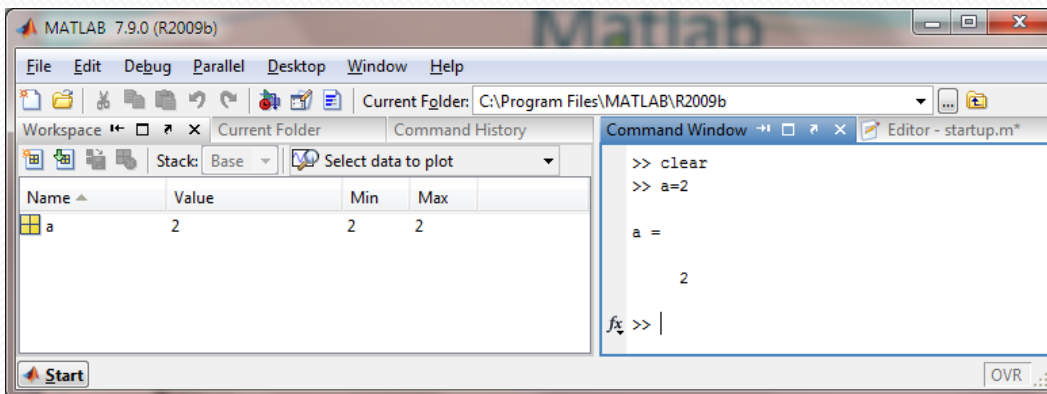 MATLAB 7.9.0 (R2009b)
Matlab
File Edit Debug Parallel Desktop Window Help
Current Folder: C:\Program Files\MATLAB\R2009b
Workspace Current Folder Command History
Stack: Base Select data to plot
Name Value Min Max
a 2 2 2
Command Window Editor - startup.m*
>> clear
>> a=2
a =
2
fx >>
Start
OVR